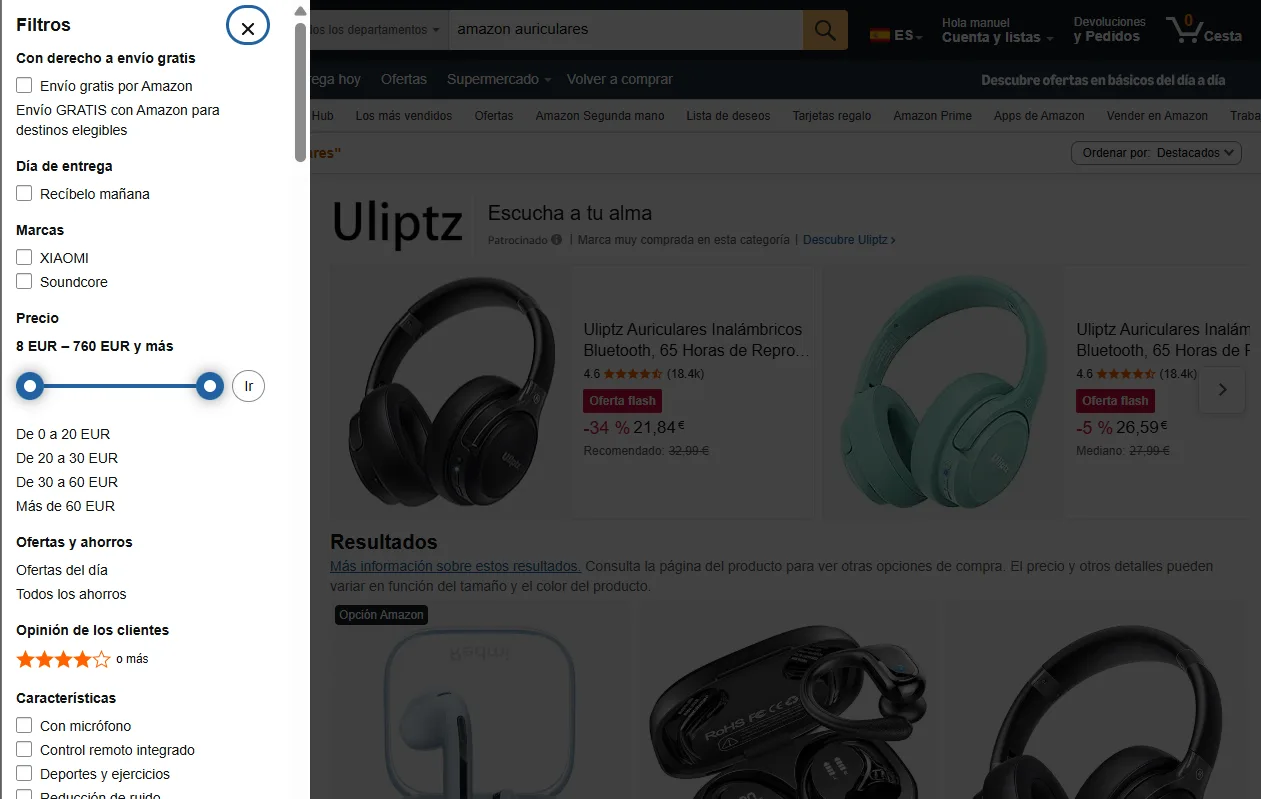 Filtros
Con derecho a envío gratis
Envío gratis por Amazon
Envío GRATIS con Amazon para
destinos elegibles
Día de entrega
Recíbelo mañana
Marcas
XIAOMI
Soundcore
Precio
8 EUR – 760 EUR y más
Ir
De 0 a 20 EUR
De 20 a 30 EUR
De 30 a 60 EUR
Más de 60 EUR
Ofertas y ahorros
Ofertas del día
Todos los ahorros
Opinión de los clientes
o más
Características
Con micrófono
Control remoto integrado
Deportes y ejercicios
Reducción de ruido
los departamentos
amazon auriculares
ES
Hola manuel
Cuenta y listas
Devoluciones
y Pedidos
0
Cesta
rega hoy
Ofertas
Supermercado
Volver a comprar
Descubre ofertas en básicos del día a día
Hub
Los más vendidos
Ofertas
Amazon Segunda mano
Lista de deseos
Tarjetas regalo
Amazon Prime
Apps de Amazon
Vender en Amazon
Traba
res"
Ordenar por: Destacados
Uliptz
Escucha a tu alma
Patrocinado | Marca muy comprada en esta categoría | Descubre Uliptz ›
Uliptz
Uliptz Auriculares Inalámbricos
Bluetooth, 65 Horas de Repro…
4.6 (18.4k)
Oferta flash
-34 % 21,84€
Recomendado: 32,99 €
Uliptz
Uliptz Auriculares Inalám
Bluetooth, 65 Horas de F
4.6 (18.4k)
Oferta flash
-5 % 26,59€
Mediano: 27,99 €
Resultados
Más información sobre estos resultados. Consulta la página del producto para ver otras opciones de compra. El precio y otros detalles pueden
variar en función del tamaño y el color del producto.
Opción Amazon
Redmi
RoHS FC CE